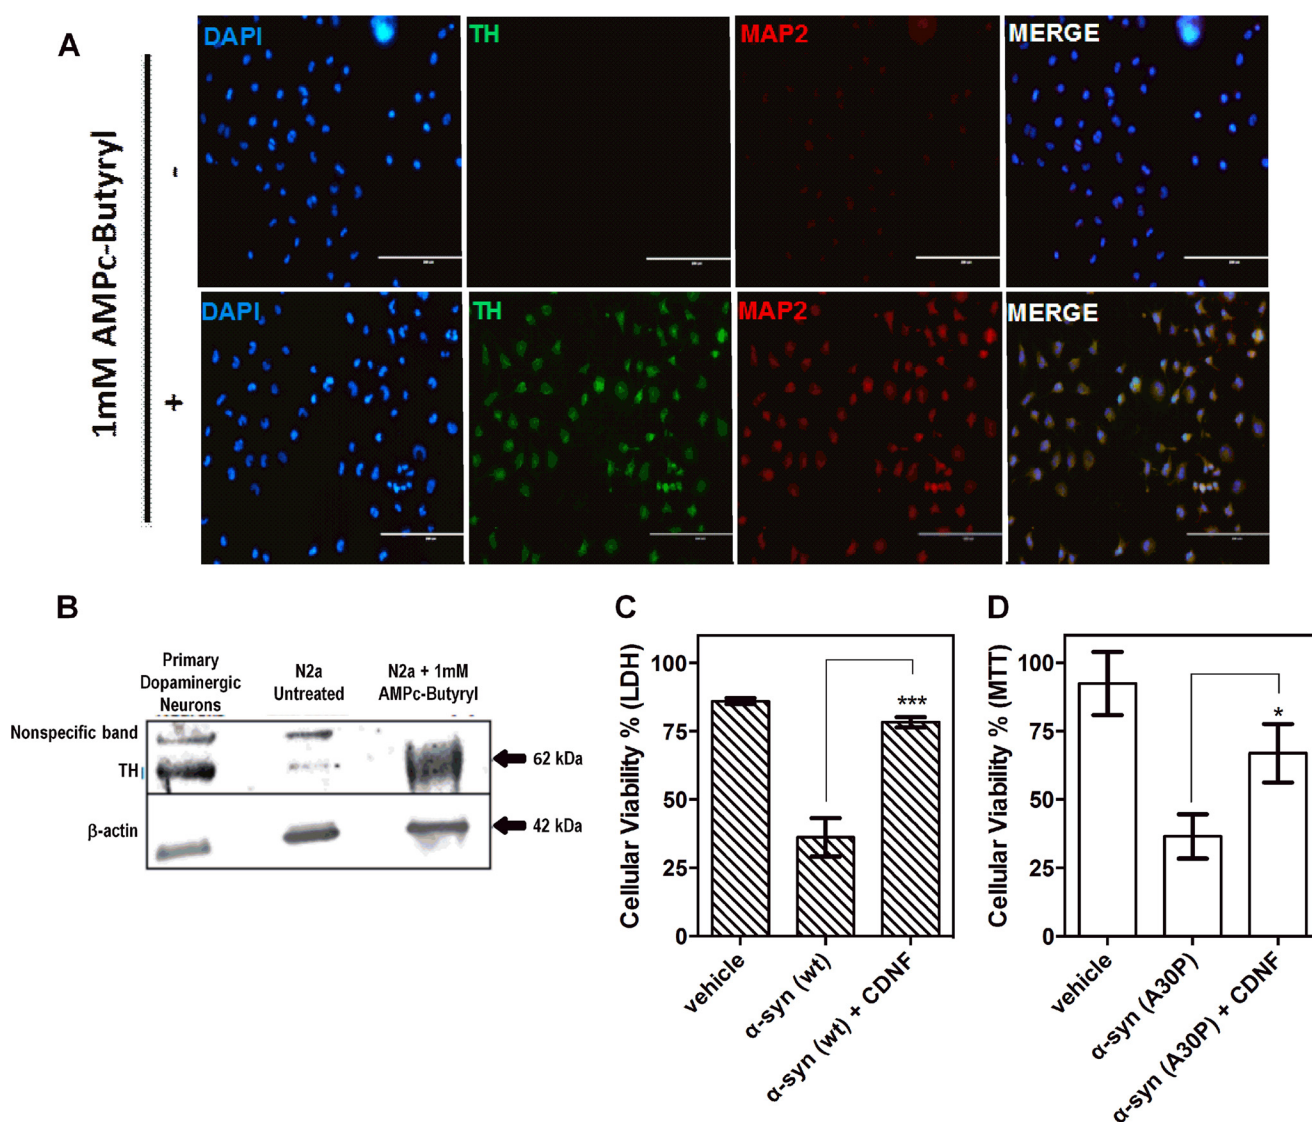 A
1mM AMPc-Butyryl
-
+
DAPI
TH
MAP2
MERGE
DAPI
TH
MAP2
MERGE
B
Primary
Dopaminergic
Neurons
N2a
Untreated
N2a + 1mM
AMPc-Butyryl
Nonspecific band
TH
β-actin
62 kDa
42 kDa
C
Cellular Viability % (LDH)
100
75
50
25
0
***
vehicle
α-syn (wt)
α-syn (wt) + CDNF
D
Cellular Viability % (MTT)
100
75
50
25
0
*
vehicle
α-syn (A30P)
α-syn (A30P) + CDNF